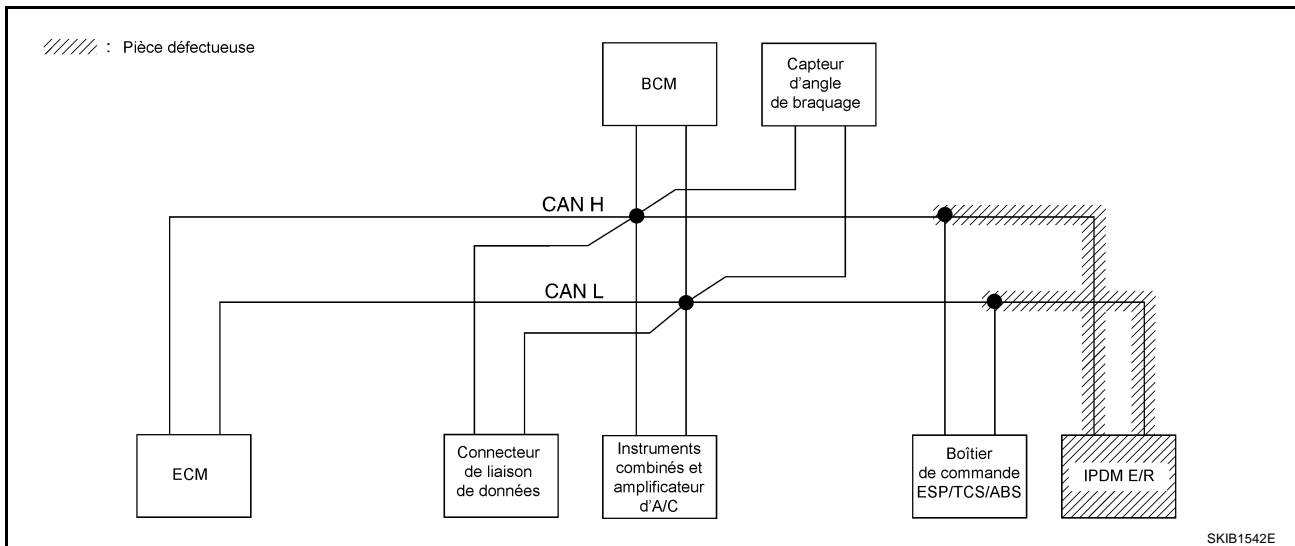 : Pièce défectueuse
BCM
Capteur
d'angle
de braquage
CAN H
CAN L
ECM
Connecteur
de liaison
de données
Instruments
combinés et
amplificateur
d'A/C
Boîtier
de commande
ESP/TCS/ABS
IPDM E/R
SKIB1542E